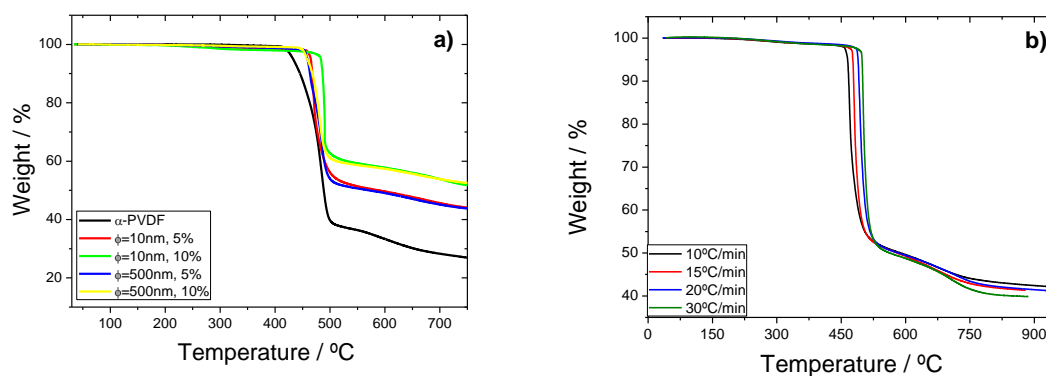 a)
100
80
60
40
20
Weight / %
α-PVDF
ϕ=10nm, 5%
ϕ=10nm, 10%
ϕ=500nm, 5%
ϕ=500nm, 10%
100 200 300 400 500 600 700
Temperature / ºC
b)
100
90
80
70
60
50
40
Weight / %
10ºC/min
15ºC/min
20ºC/min
30ºC/min
0 150 300 450 600 750 900
Temperature / ºC